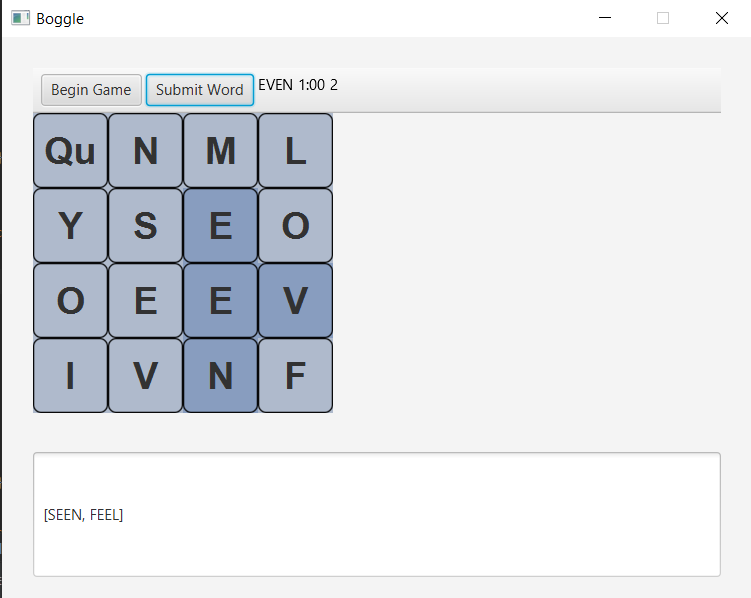 Boggle
Begin Game Submit Word EVEN 1:00 2
Qu N M L
Y S E O
O E E V
I V N F
[SEEN, FEEL]